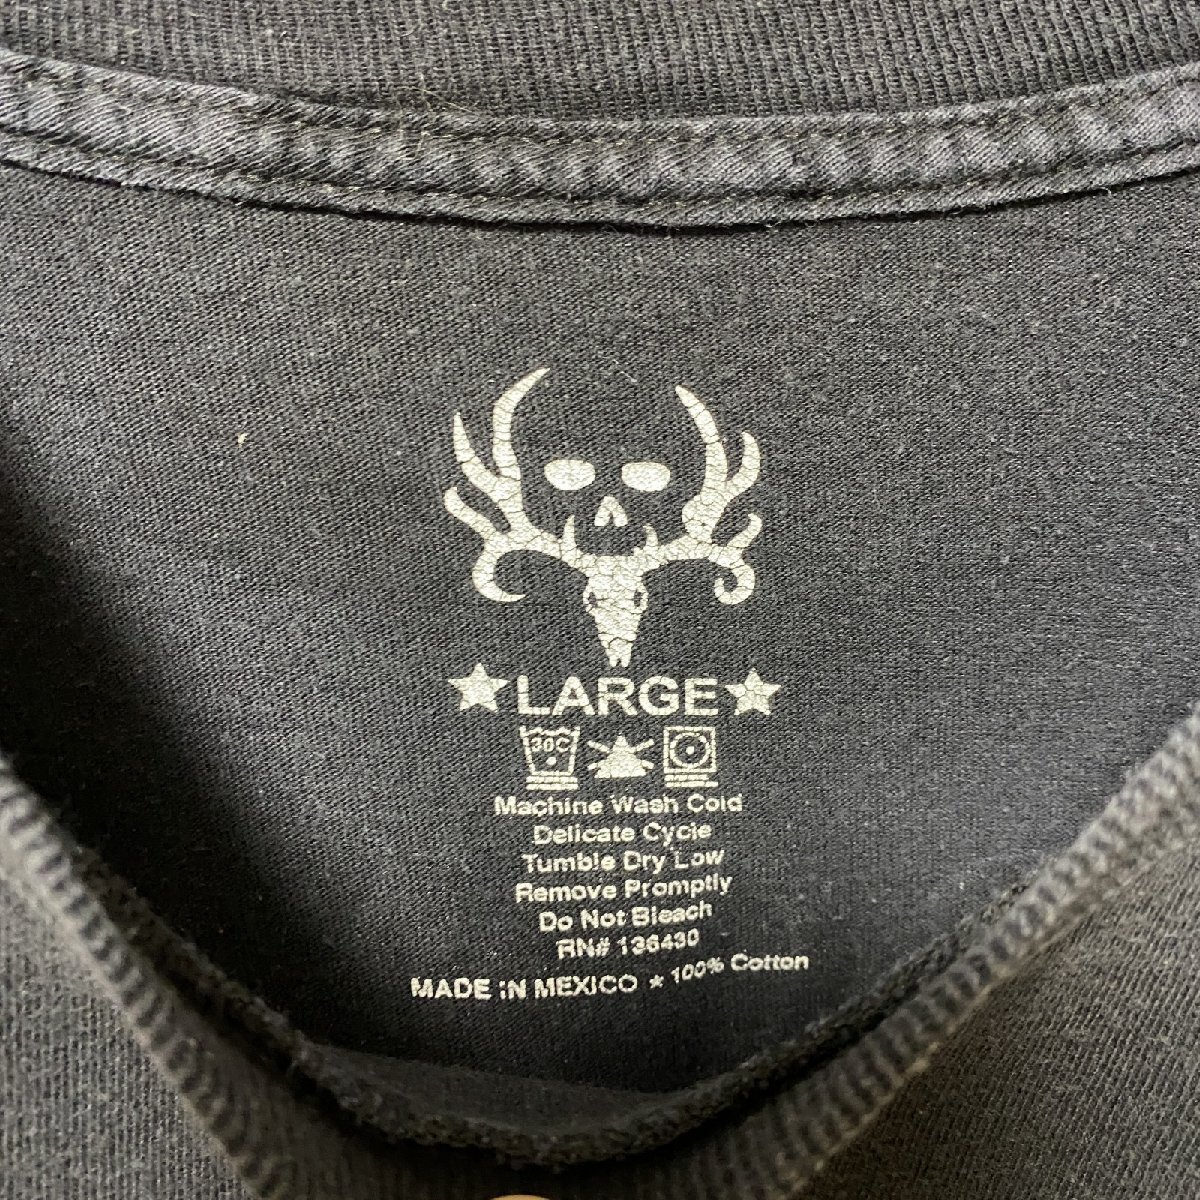 ★LARGE★
30C
Machine Wash Cold
Delicate Cycle
Tumble Dry Low
Remove Promptly
Do Not Bleach
RN# 136430
MADE IN MEXICO ★ 100% Cotton